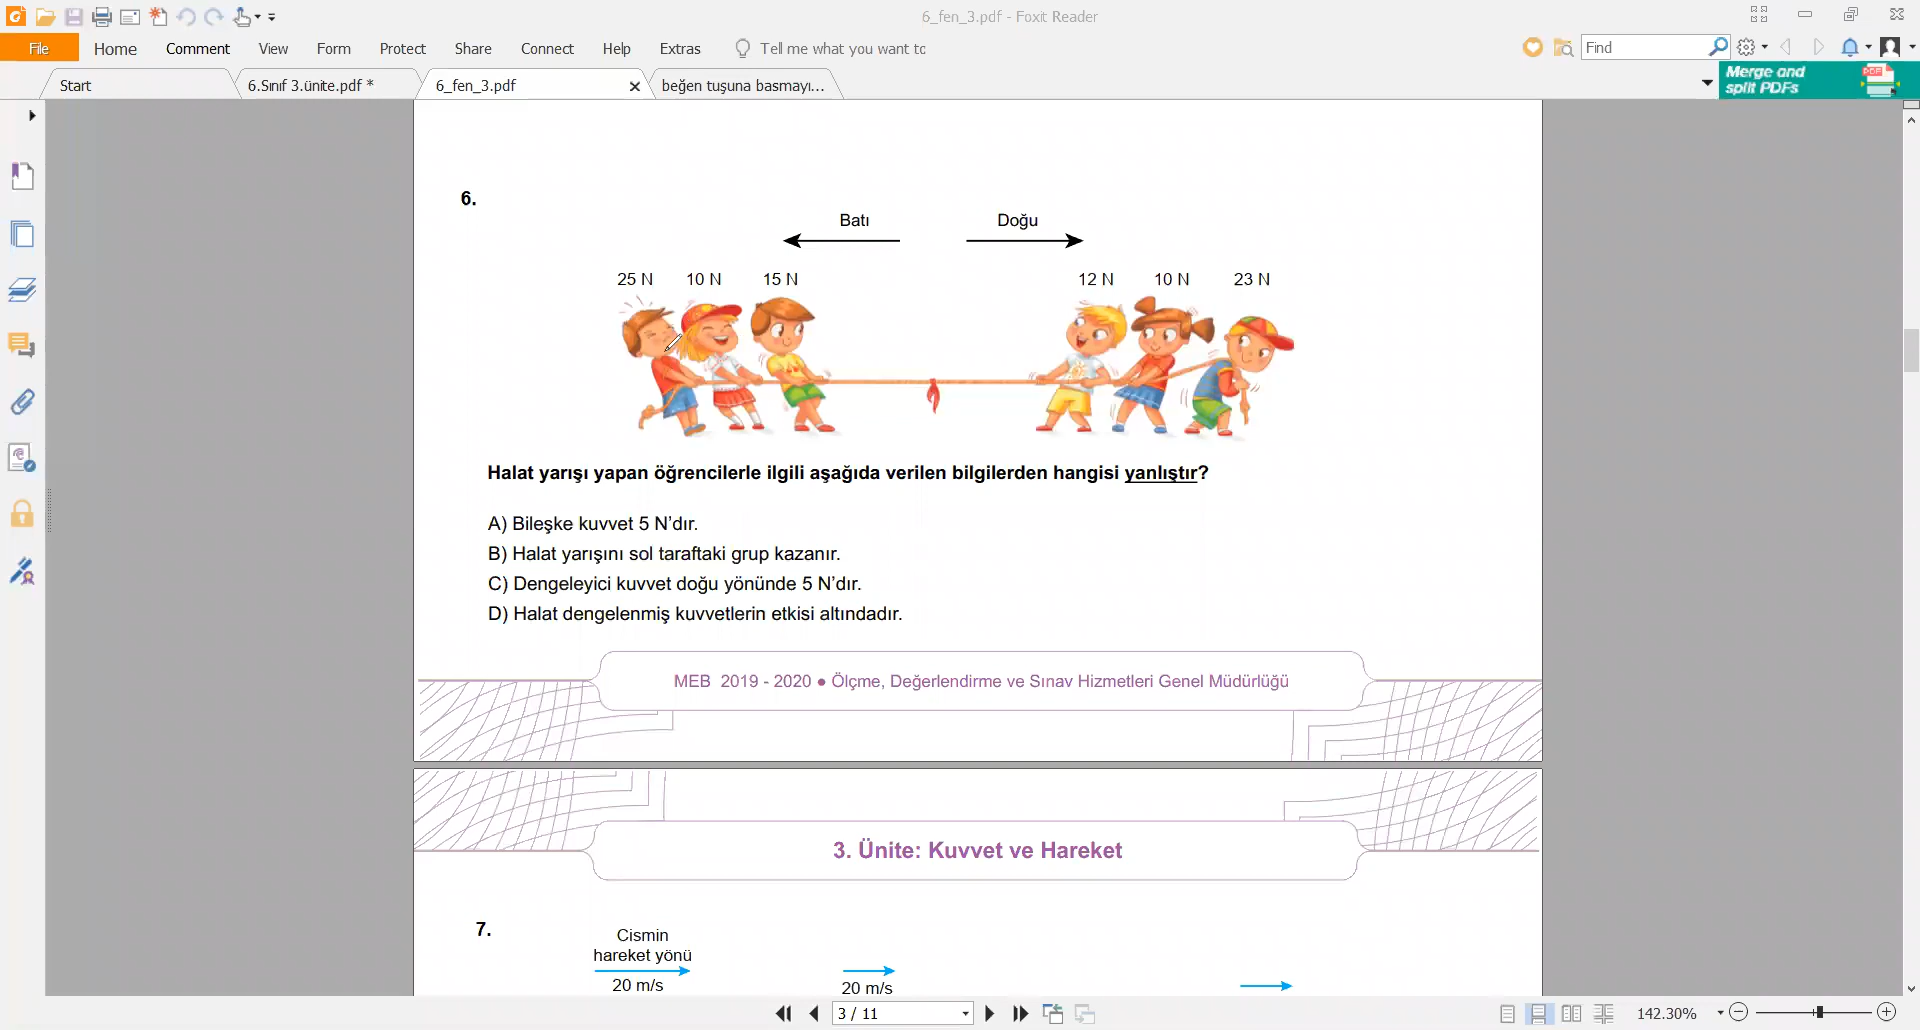 6_fen_3.pdf - Foxit Reader
File Home Comment View Form Protect Share Connect Help Extras Tell me what you want to
Find
Start 6.Sınıf 3.ünite.pdf * 6_fen_3.pdf beğen tuşuna basmayı...
Merge and
split PDFs
PDF
6.
Batı Doğu
25 N 10 N 15 N 12 N 10 N 23 N
Halat yarışı yapan öğrencilerle ilgili aşağıda verilen bilgilerden hangisi yanlıştır?
A) Bileşke kuvvet 5 N’dır.
B) Halat yarışını sol taraftaki grup kazanır.
C) Dengeleyici kuvvet doğu yönünde 5 N’dır.
D) Halat dengelenmiş kuvvetlerin etkisi altındadır.
MEB 2019 - 2020 ● Ölçme, Değerlendirme ve Sınav Hizmetleri Genel Müdürlüğü
3. Ünite: Kuvvet ve Hareket
7.
Cismin
hareket yönü
20 m/s 20 m/s
3 / 11
142.30%